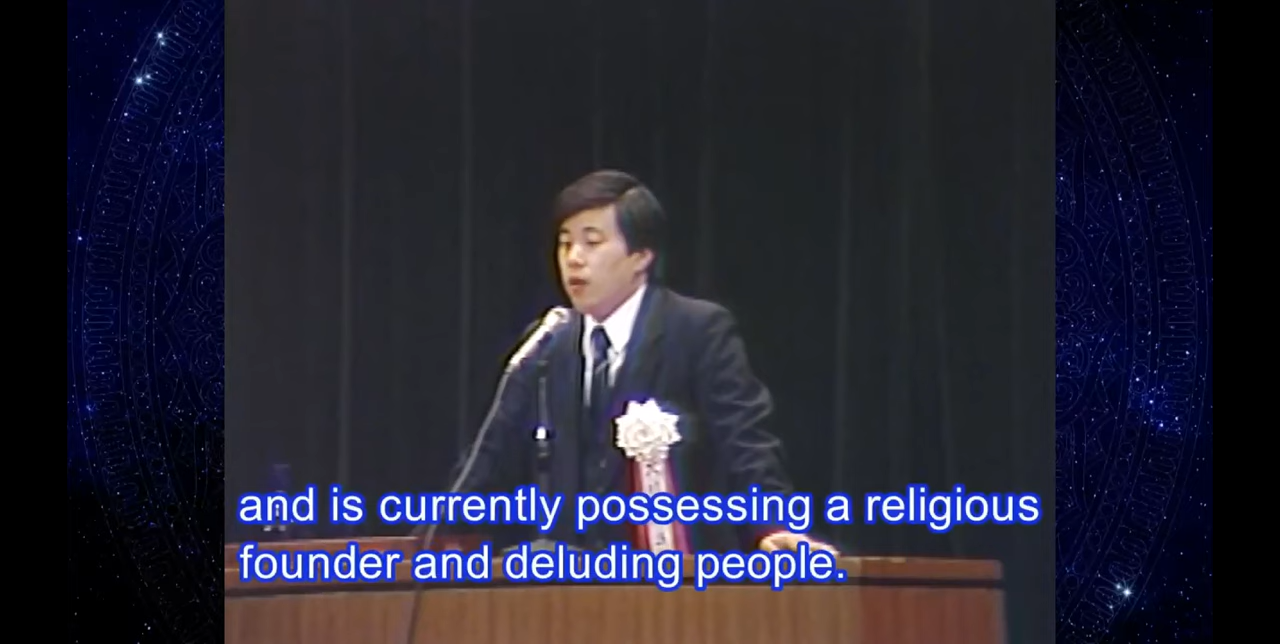 and is currently possessing a religious
founder and deluding people.